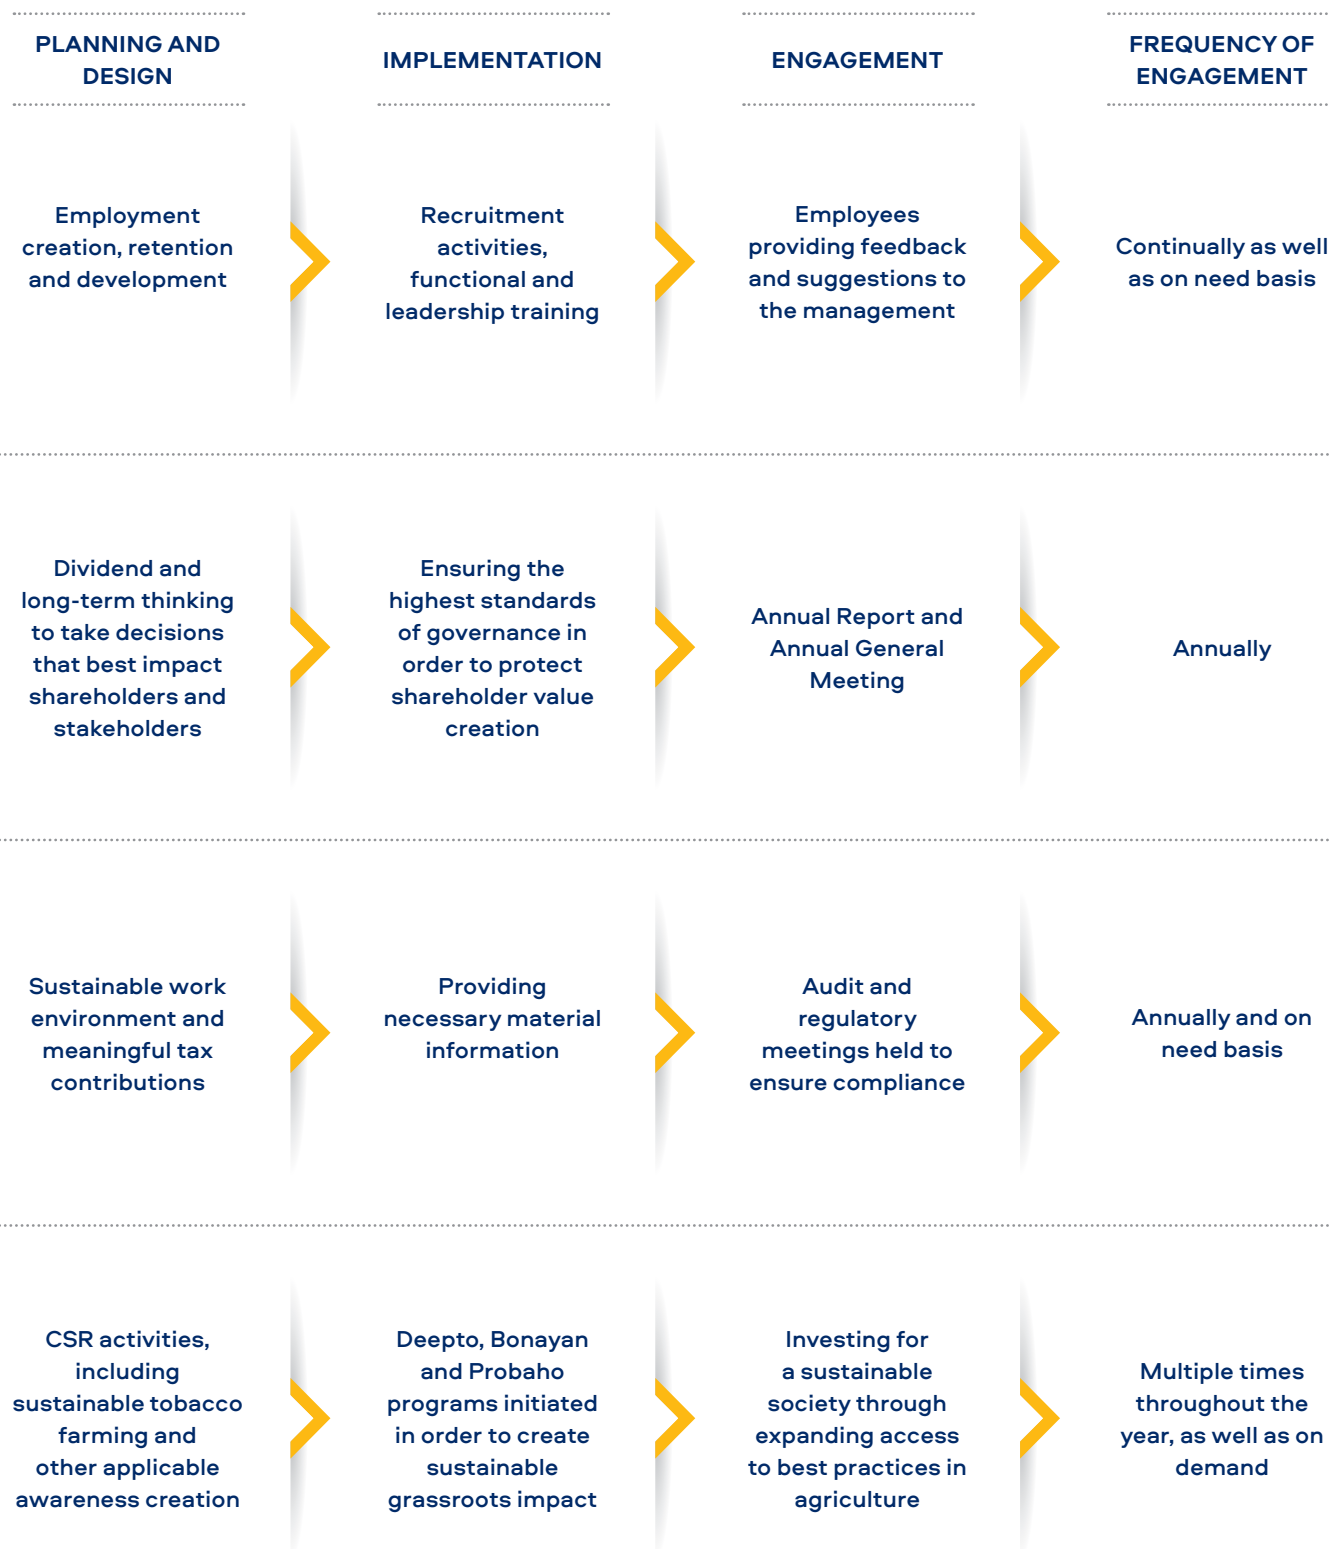 PLANNING AND
DESIGN
IMPLEMENTATION
ENGAGEMENT
FREQUENCY OF
ENGAGEMENT
Employment
creation, retention
and development
Recruitment
activities,
functional and
leadership training
Employees
providing feedback
and suggestions to
the management
Continually as well
as on need basis
Dividend and
long-term thinking
to take decisions
that best impact
shareholders and
stakeholders
Ensuring the
highest standards
of governance in
order to protect
shareholder value
creation
Annual Report and
Annual General
Meeting
Annually
Sustainable work
environment and
meaningful tax
contributions
Providing
necessary material
information
Audit and
regulatory
meetings held to
ensure compliance
Annually and on
need basis
CSR activities,
including
sustainable tobacco
farming and
other applicable
awareness creation
Deepto, Bonayan
and Probaho
programs initiated
in order to create
sustainable
grassroots impact
Investing for
a sustainable
society through
expanding access
to best practices in
agriculture
Multiple times
throughout the
year, as well as on
demand